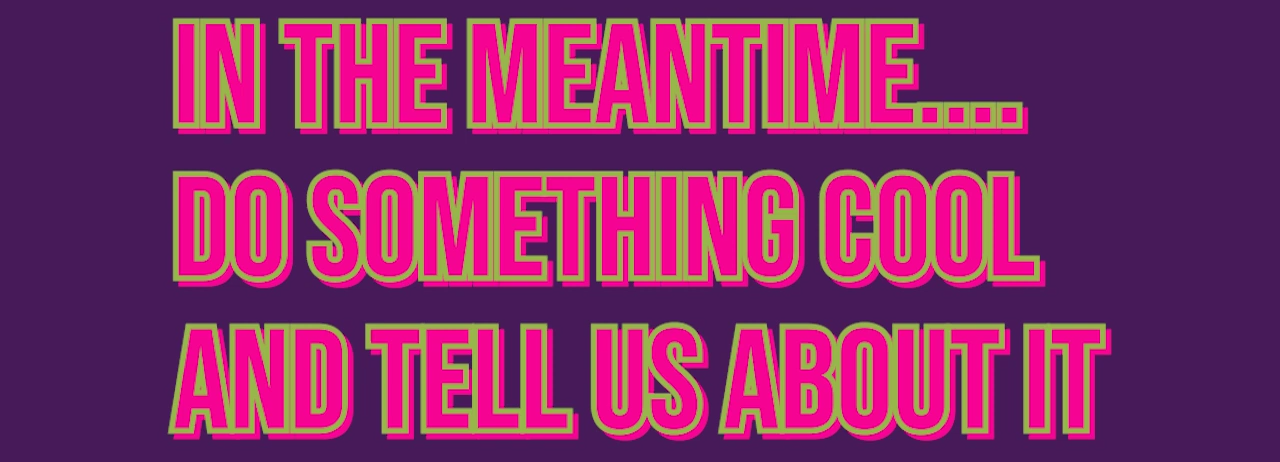 IN THE MEANTIME....
DO SOMETHING COOL
AND TELL US ABOUT IT